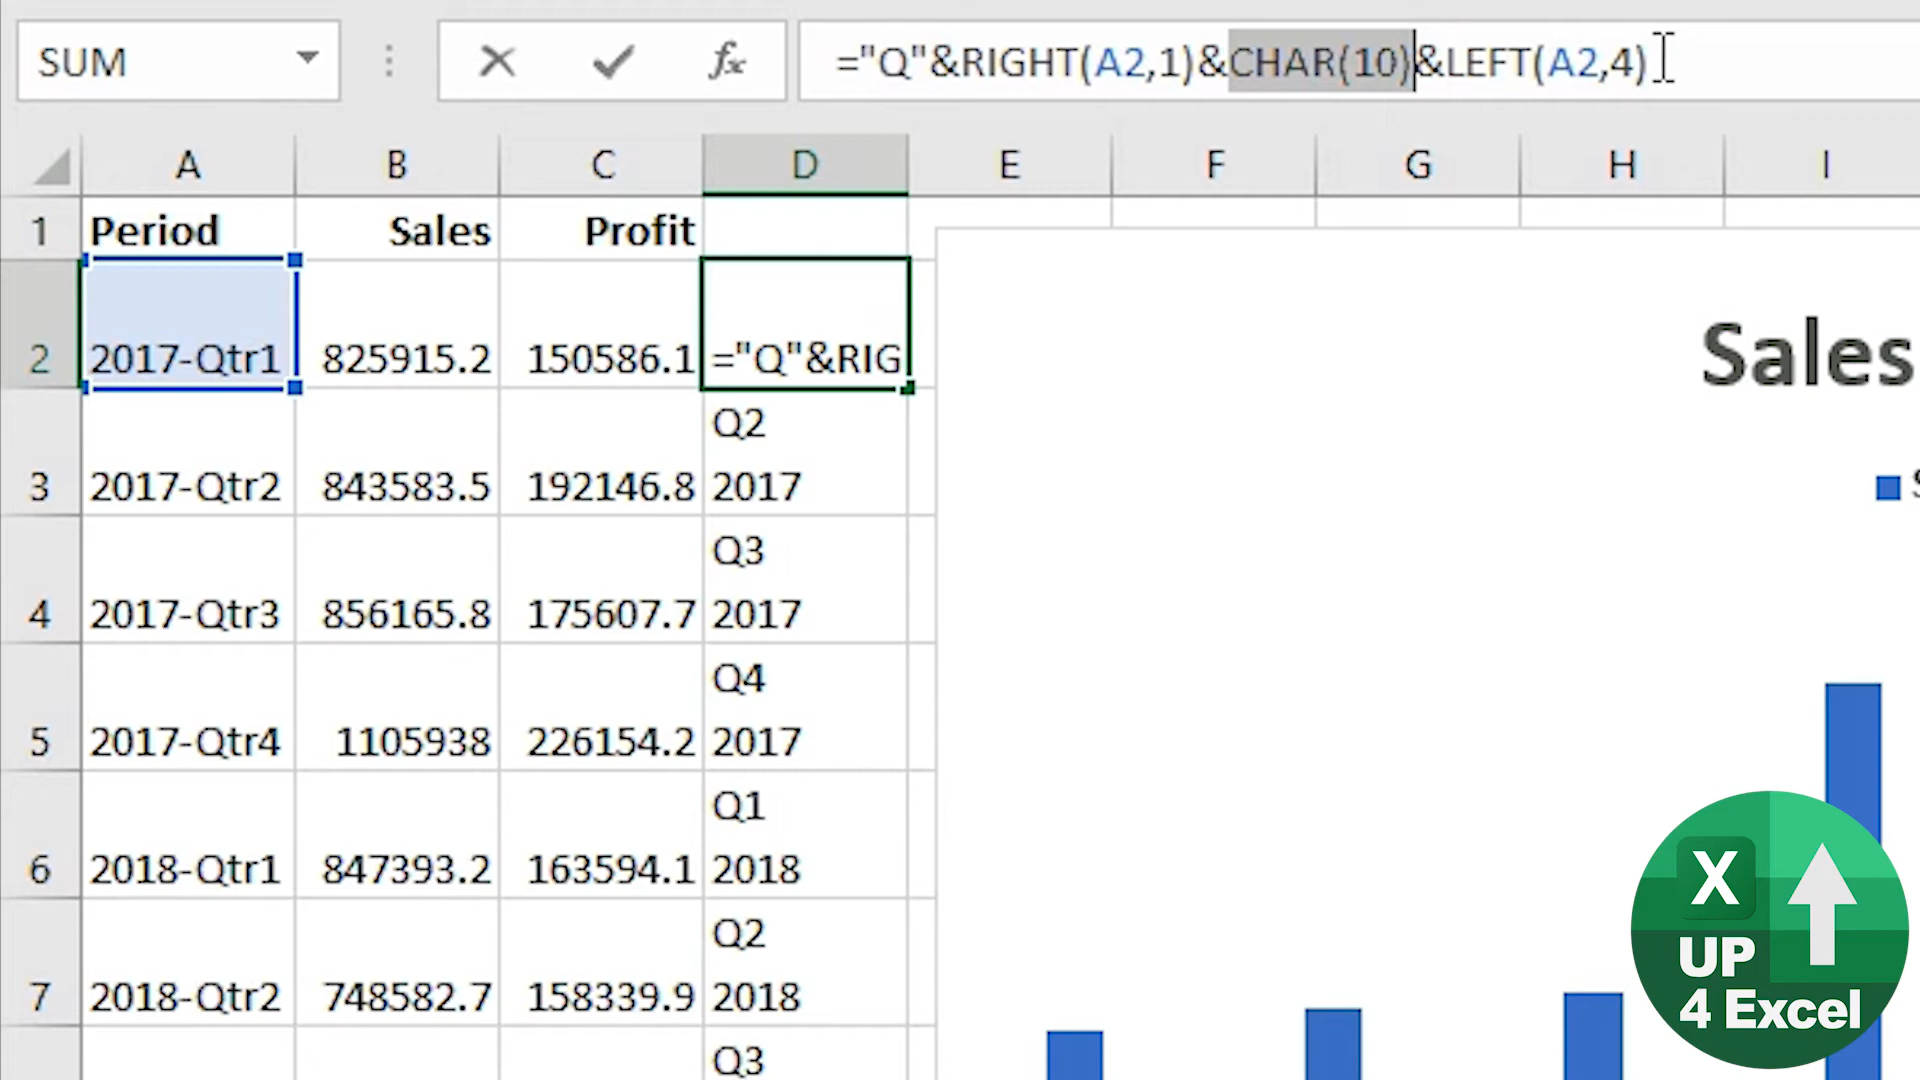 SUM
="Q"&RIGHT(A2,1)&CHAR(10)&LEFT(A2,4)
A B C D E F G H I
1 Period Sales Profit
2 2017-Qtr1 825915.2 150586.1 ="Q"&RIG
Q2
3 2017-Qtr2 843583.5 192146.8 2017
Q3
4 2017-Qtr3 856165.8 175607.7 2017
Q4
5 2017-Qtr4 1105938 226154.2 2017
Q1
6 2018-Qtr1 847393.2 163594.1 2018
Q2
7 2018-Qtr2 748582.7 158339.9 2018
Q3
Sales
X
UP
4 Excel